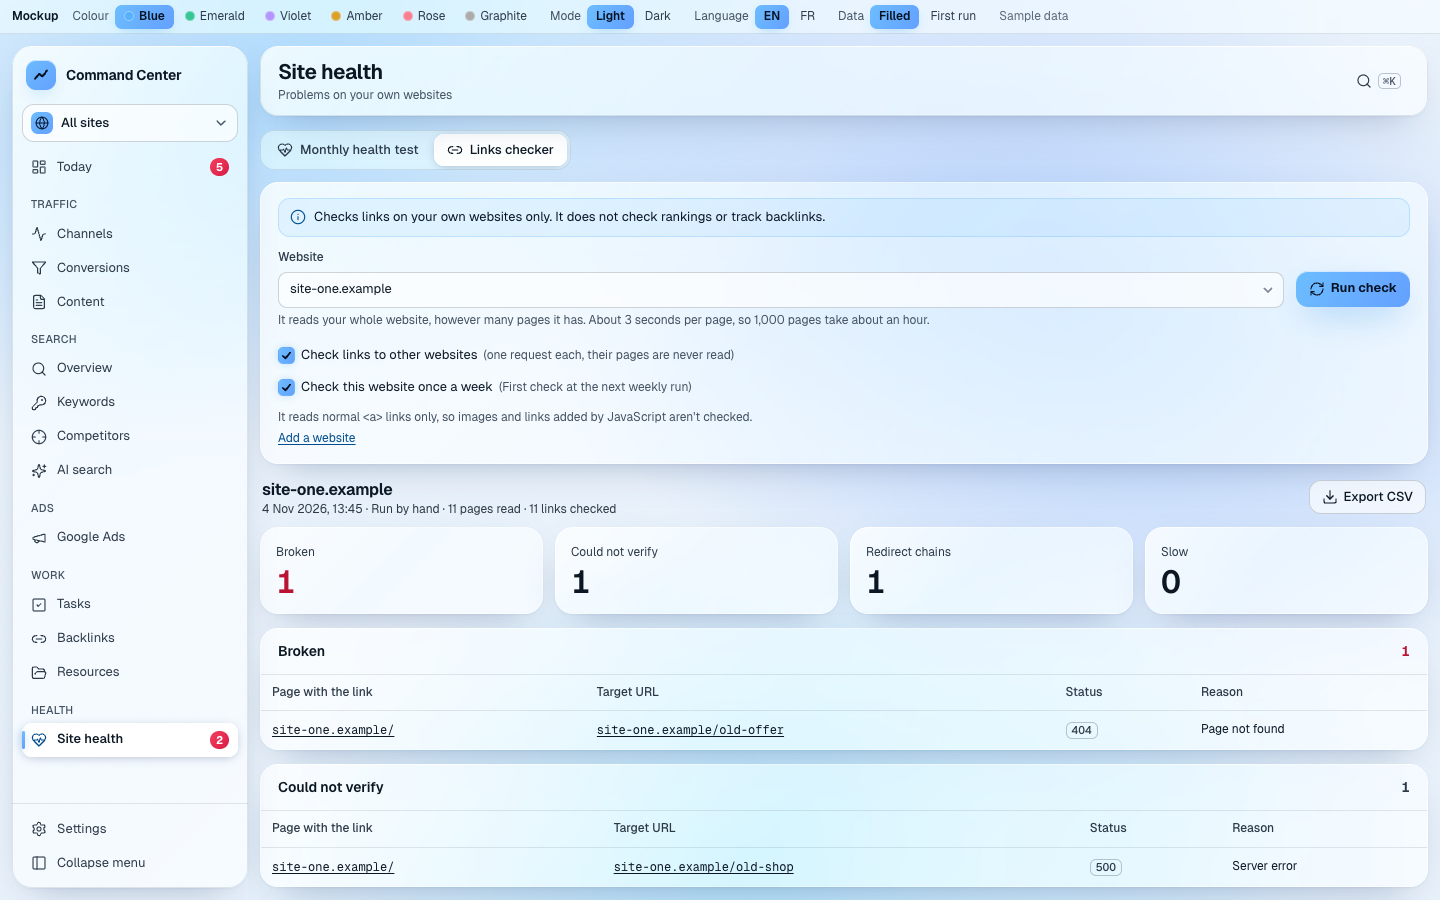 Mockup Colour Blue Emerald Violet Amber Rose Graphite Mode Light Dark Language EN FR Data Filled First run Sample data
Command Center
All sites
Today 5
TRAFFIC
Channels
Conversions
Content
SEARCH
Overview
Keywords
Competitors
AI search
ADS
Google Ads
WORK
Tasks
Backlinks
Resources
HEALTH
Site health 2
Settings
Collapse menu
Site health
Problems on your own websites
⌘K
Monthly health test Links checker
Checks links on your own websites only. It does not check rankings or track backlinks.
Website
site-one.example Run check
It reads your whole website, however many pages it has. About 3 seconds per page, so 1,000 pages take about an hour.
Check links to other websites (one request each, their pages are never read)
Check this website once a week (First check at the next weekly run)
It reads normal <a> links only, so images and links added by JavaScript aren't checked.
Add a website
site-one.example
4 Nov 2026, 13:45 · Run by hand · 11 pages read · 11 links checked
Export CSV
Broken
1
Could not verify
1
Redirect chains
1
Slow
0
Broken 1
Page with the link Target URL Status Reason
site-one.example/ site-one.example/old-offer 404 Page not found
Could not verify 1
Page with the link Target URL Status Reason
site-one.example/ site-one.example/old-shop 500 Server error